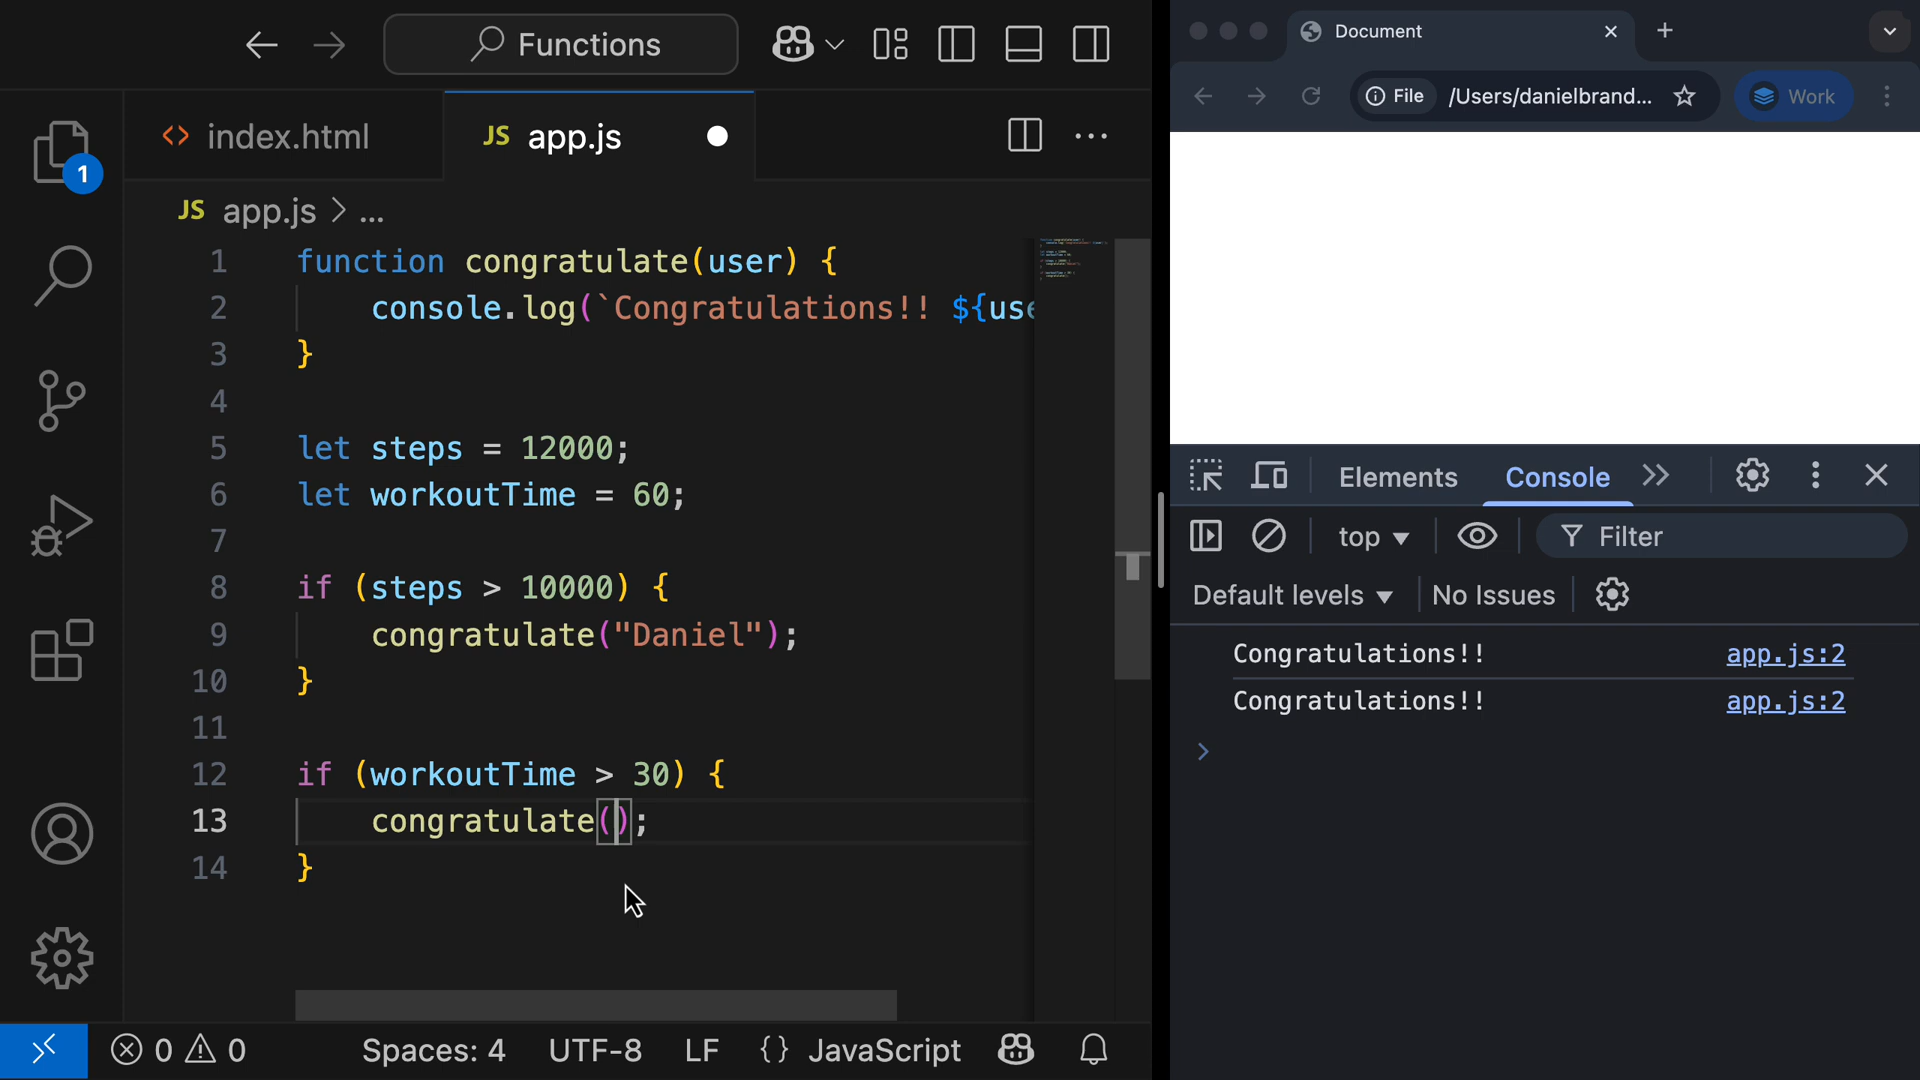 Functions
index.html
JS app.js
1
JS app.js > ...
1 function congratulate(user) {
2 console.log(`Congratulations!! ${use
3 }
4
5 let steps = 12000;
6 let workoutTime = 60;
7
8 if (steps > 10000) {
9 congratulate("Daniel");
10 }
11
12 if (workoutTime > 30) {
13 congratulate();
14 }
0 0
Spaces: 4 UTF-8 LF {} JavaScript
Document
File /Users/danielbrand... Work
Elements Console
top Filter
Default levels No Issues
Congratulations!! app.js:2
Congratulations!! app.js:2